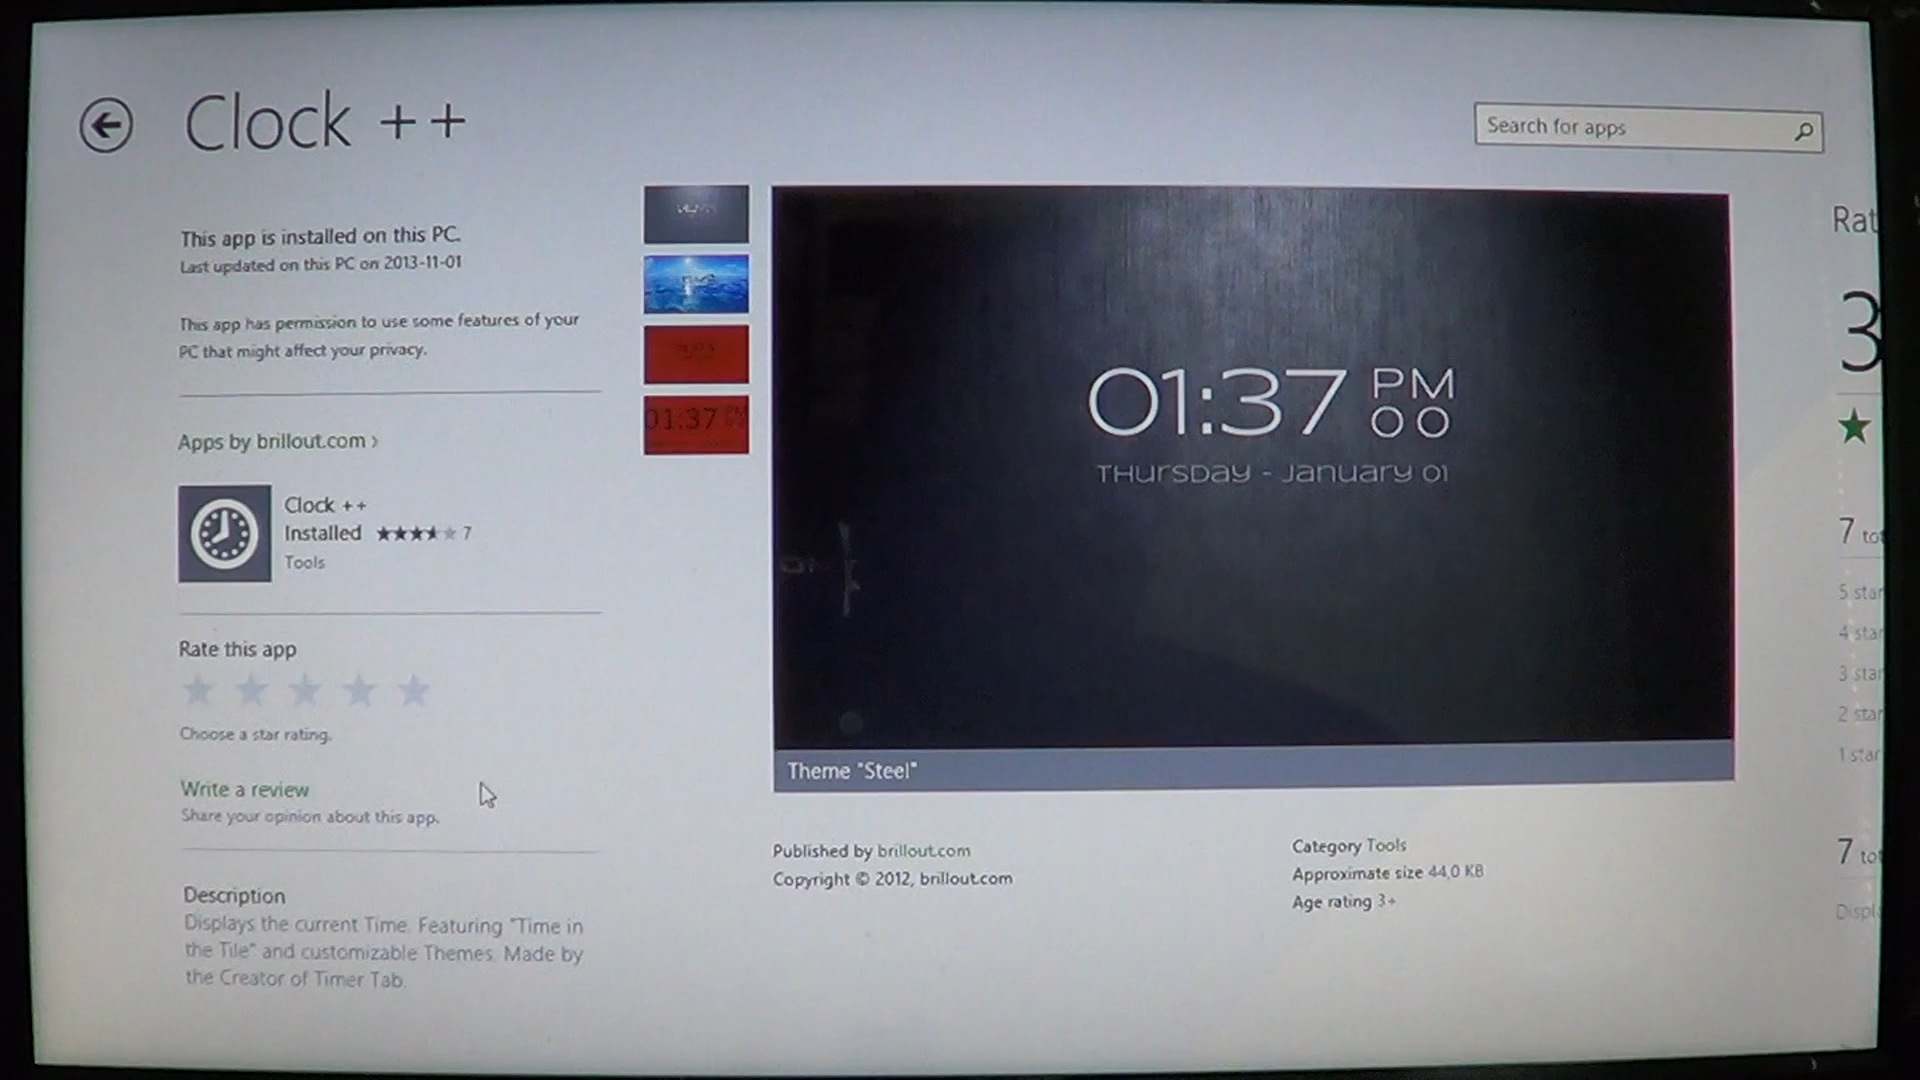 Clock ++
Search for apps
This app is installed on this PC.
Last updated on this PC on 2013-11-01
This app has permission to use some features of your
PC that might affect your privacy.
Apps by brillout.com ›
Clock ++
Installed 7
Tools
Rate this app
Choose a star rating.
Write a review
Share your opinion about this app.
Description
Displays the current Time. Featuring "Time in
the Tile" and customizable Themes. Made by
the Creator of Timer Tab.
01:37 PM
01:37 PM
00
Thursday - January 01
Theme "Steel"
Published by brillout.com
Copyright © 2012, brillout.com
Category Tools
Approximate size 44,0 KB
Age rating 3+
Rat
3
7 to
5 star
4 star
3 star
2 star
1 star
7 to
Displ